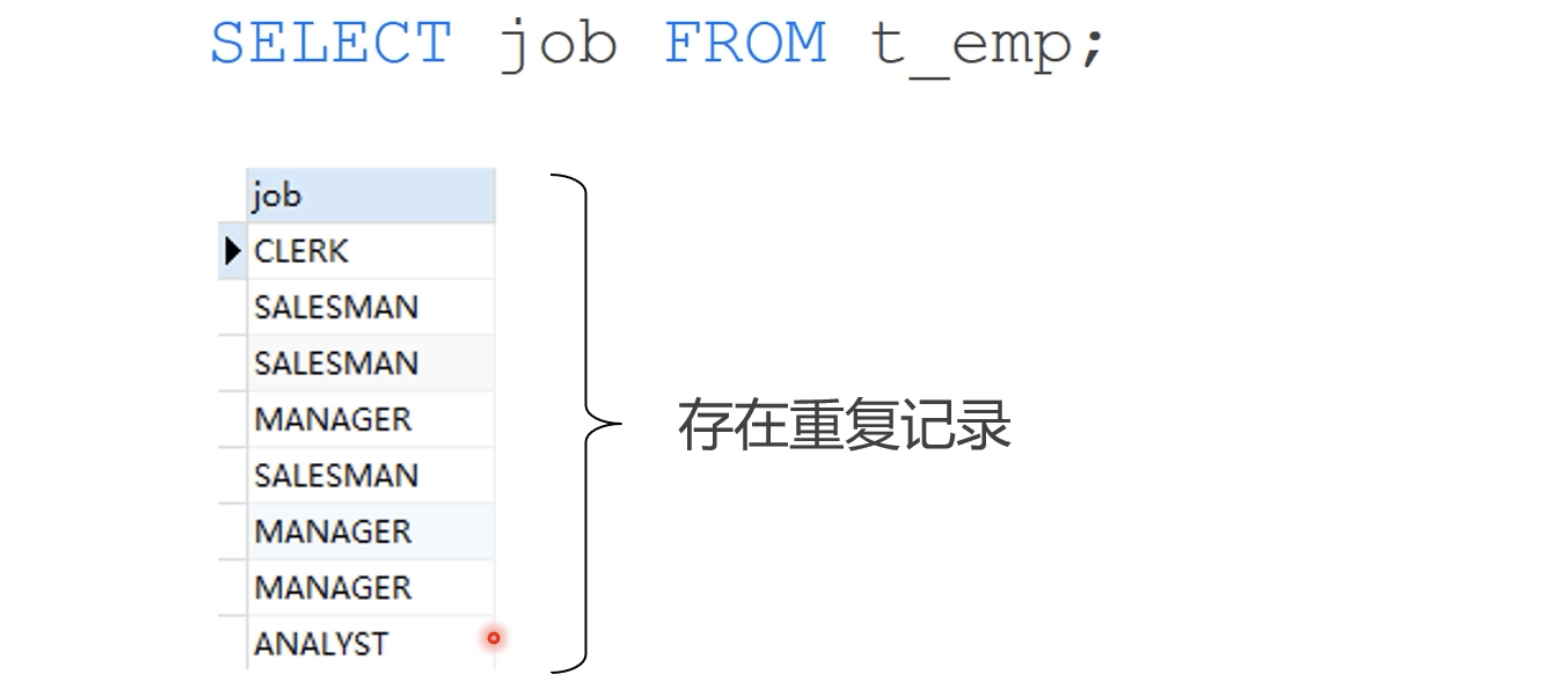 SELECT job FROM t_emp;
job
CLERK
SALESMAN
SALESMAN
MANAGER
SALESMAN
MANAGER
MANAGER
ANALYST
存在重复记录